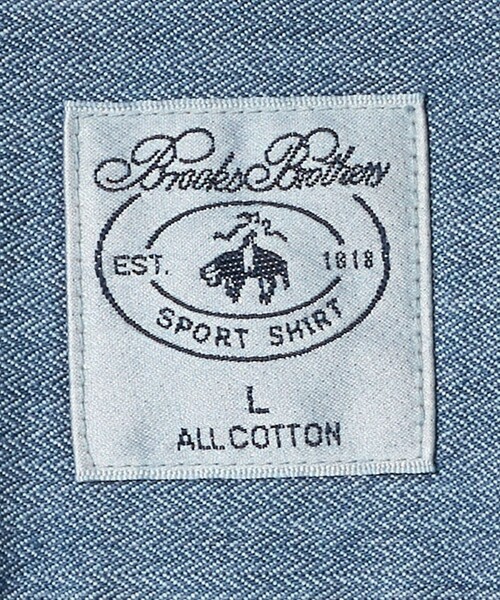 Brooks Brothers
EST. 1818
SPORT SHIRT
L
ALL COTTON